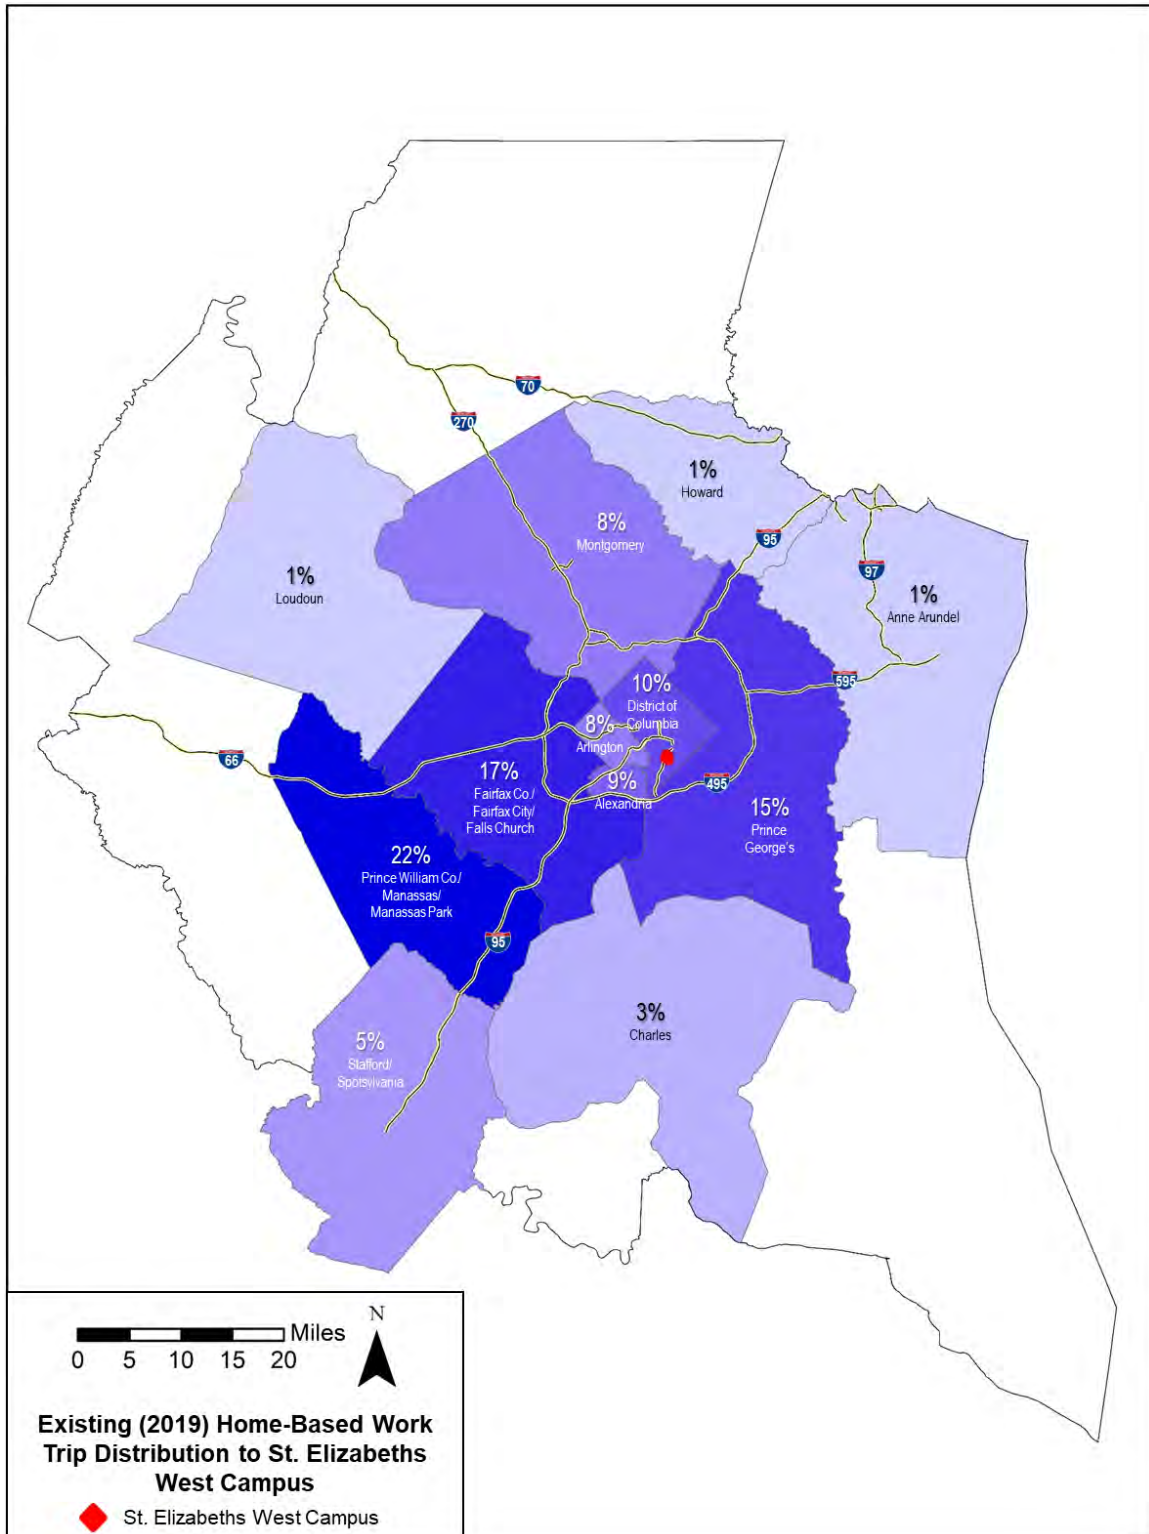 70
270
1%
Howard
8%
Montgomery
95
97
1%
Loudoun
1%
Anne Arundel
595
10%
District of
Columbia
8%
Arlington
66
17%
Fairfax Co./
Fairfax City/
Falls Church
9%
Alexandria
495
15%
Prince
George's
22%
Prince William Co./
Manassas/
Manassas Park
95
3%
Charles
5%
Stafford/
Spotsylvania
N
Miles
0 5 10 15 20
Existing (2019) Home-Based Work
Trip Distribution to St. Elizabeths
West Campus
St. Elizabeths West Campus